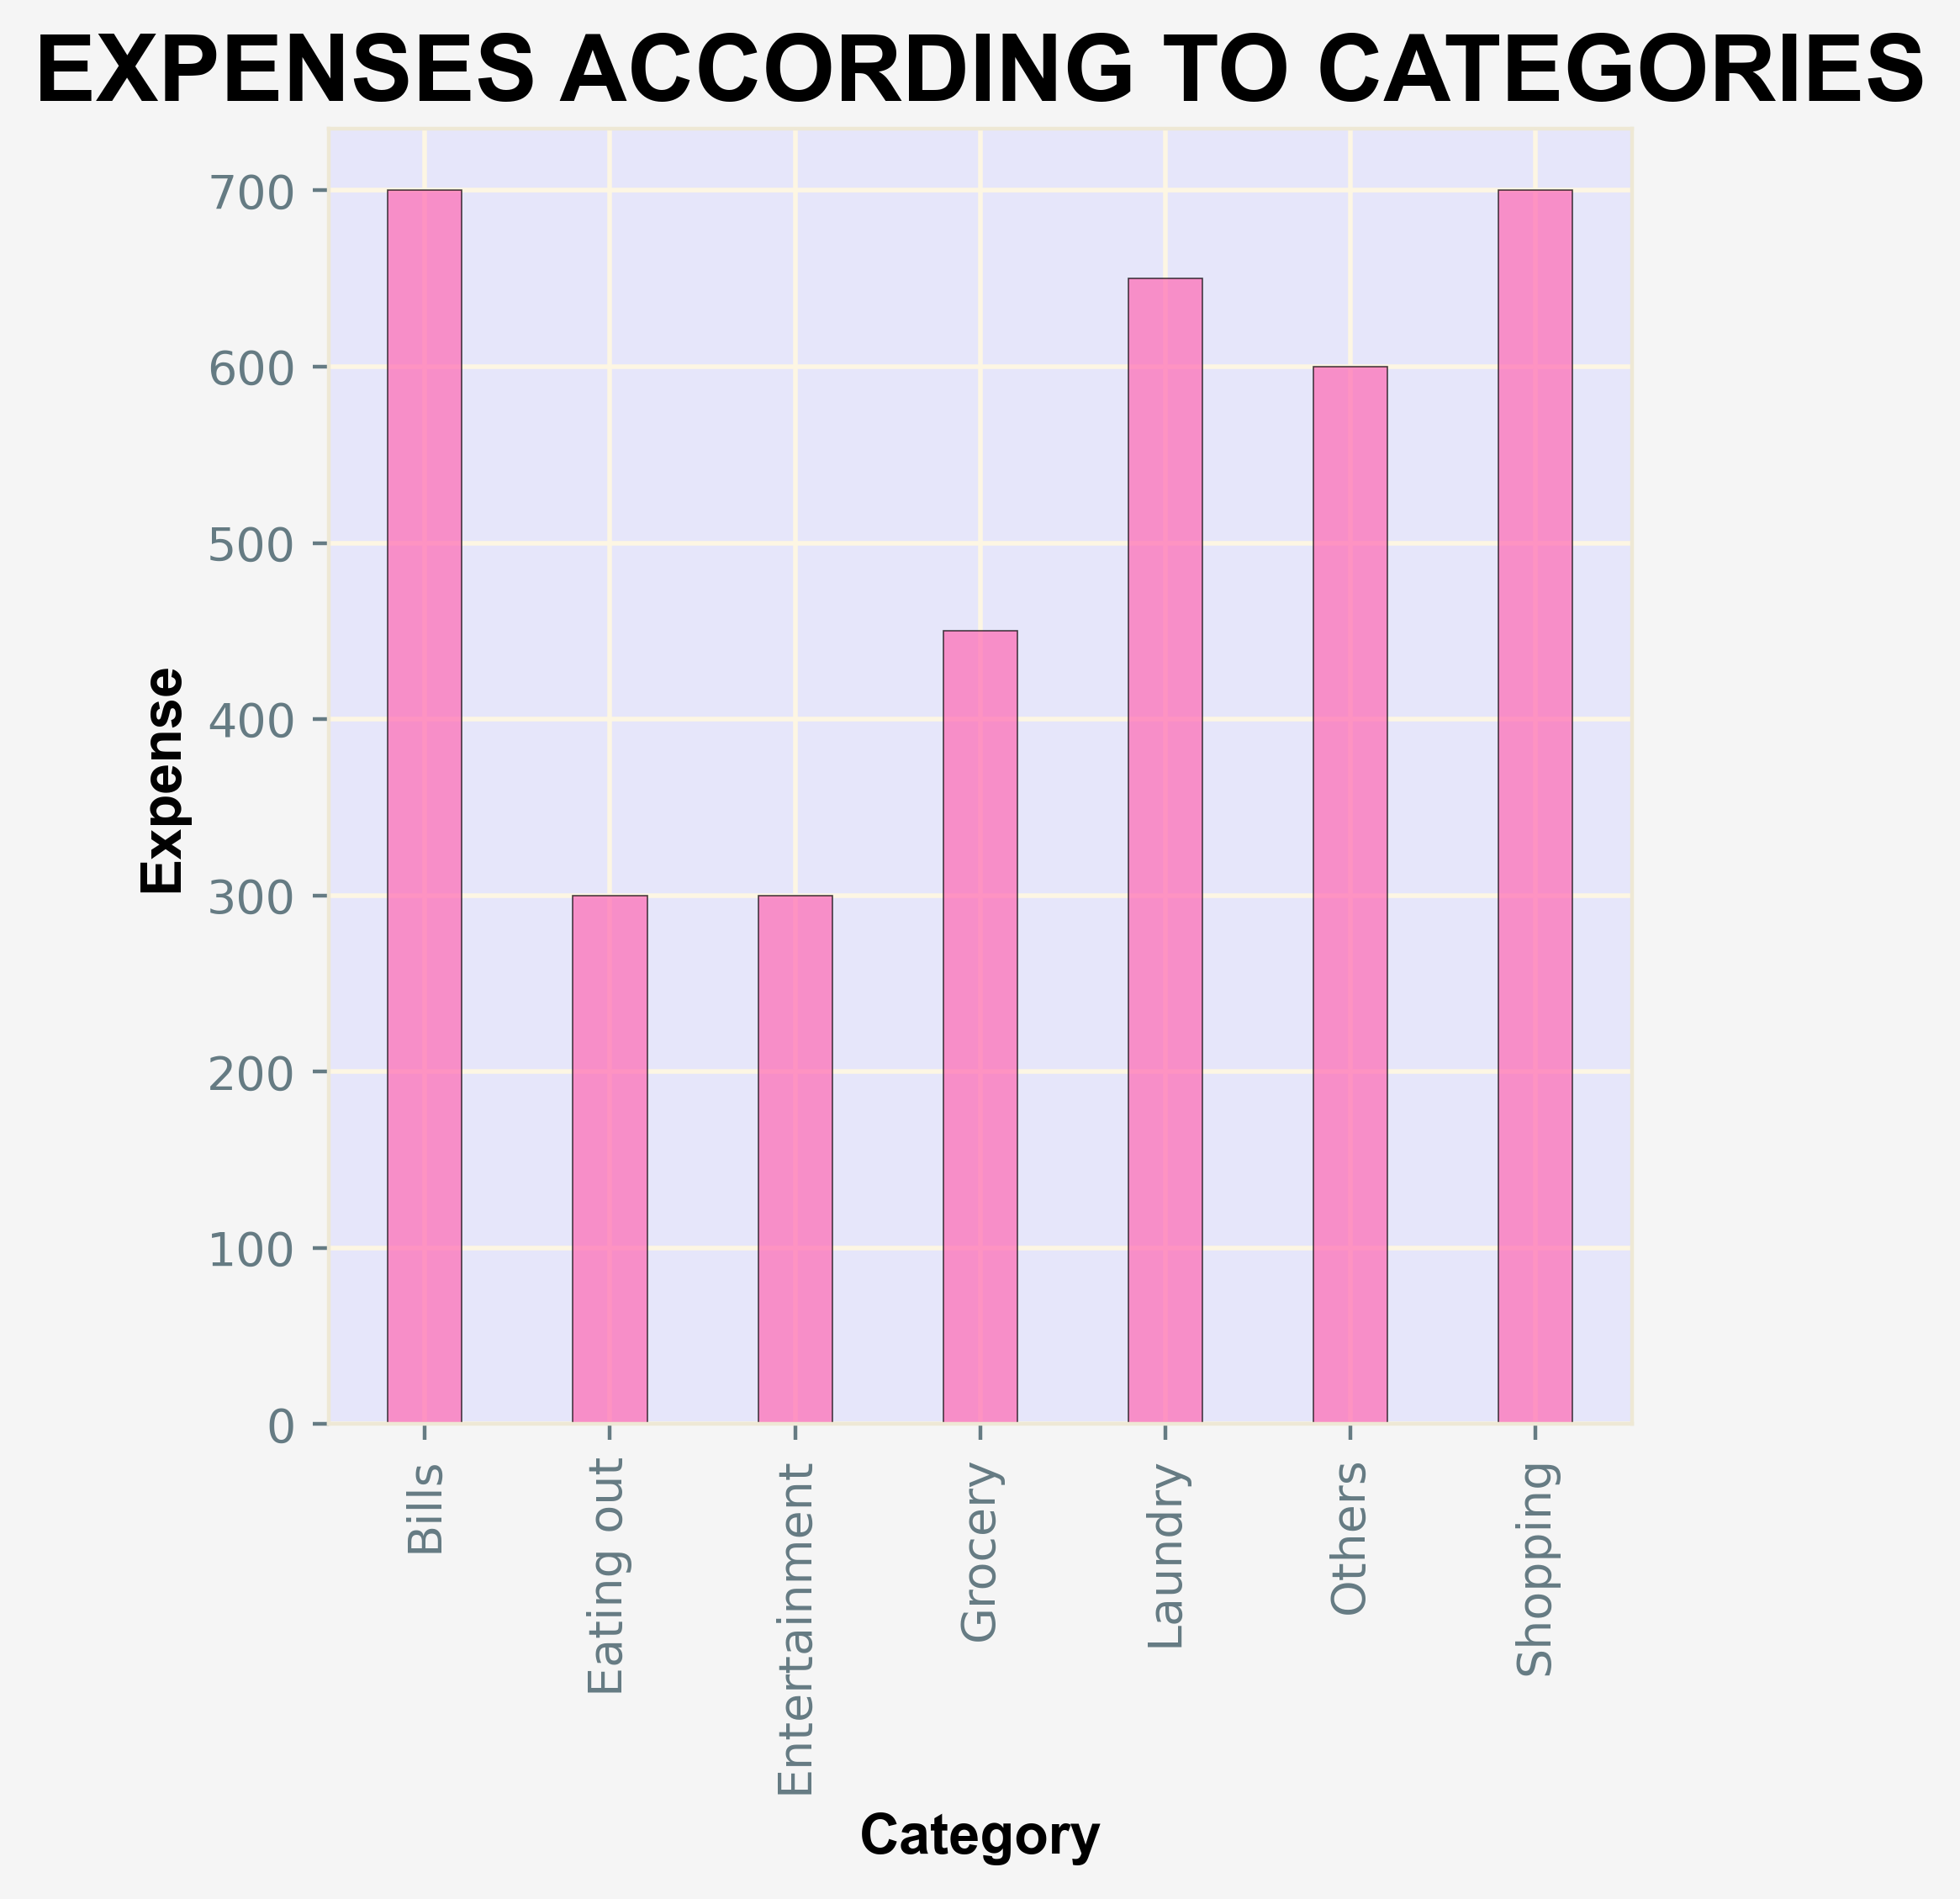 EXPENSES ACCORDING TO CATEGORIES
Expense
700
600
500
400
300
200
100
0
Bills
Eating out
Entertainment
Grocery
Laundry
Others
Shopping
Category